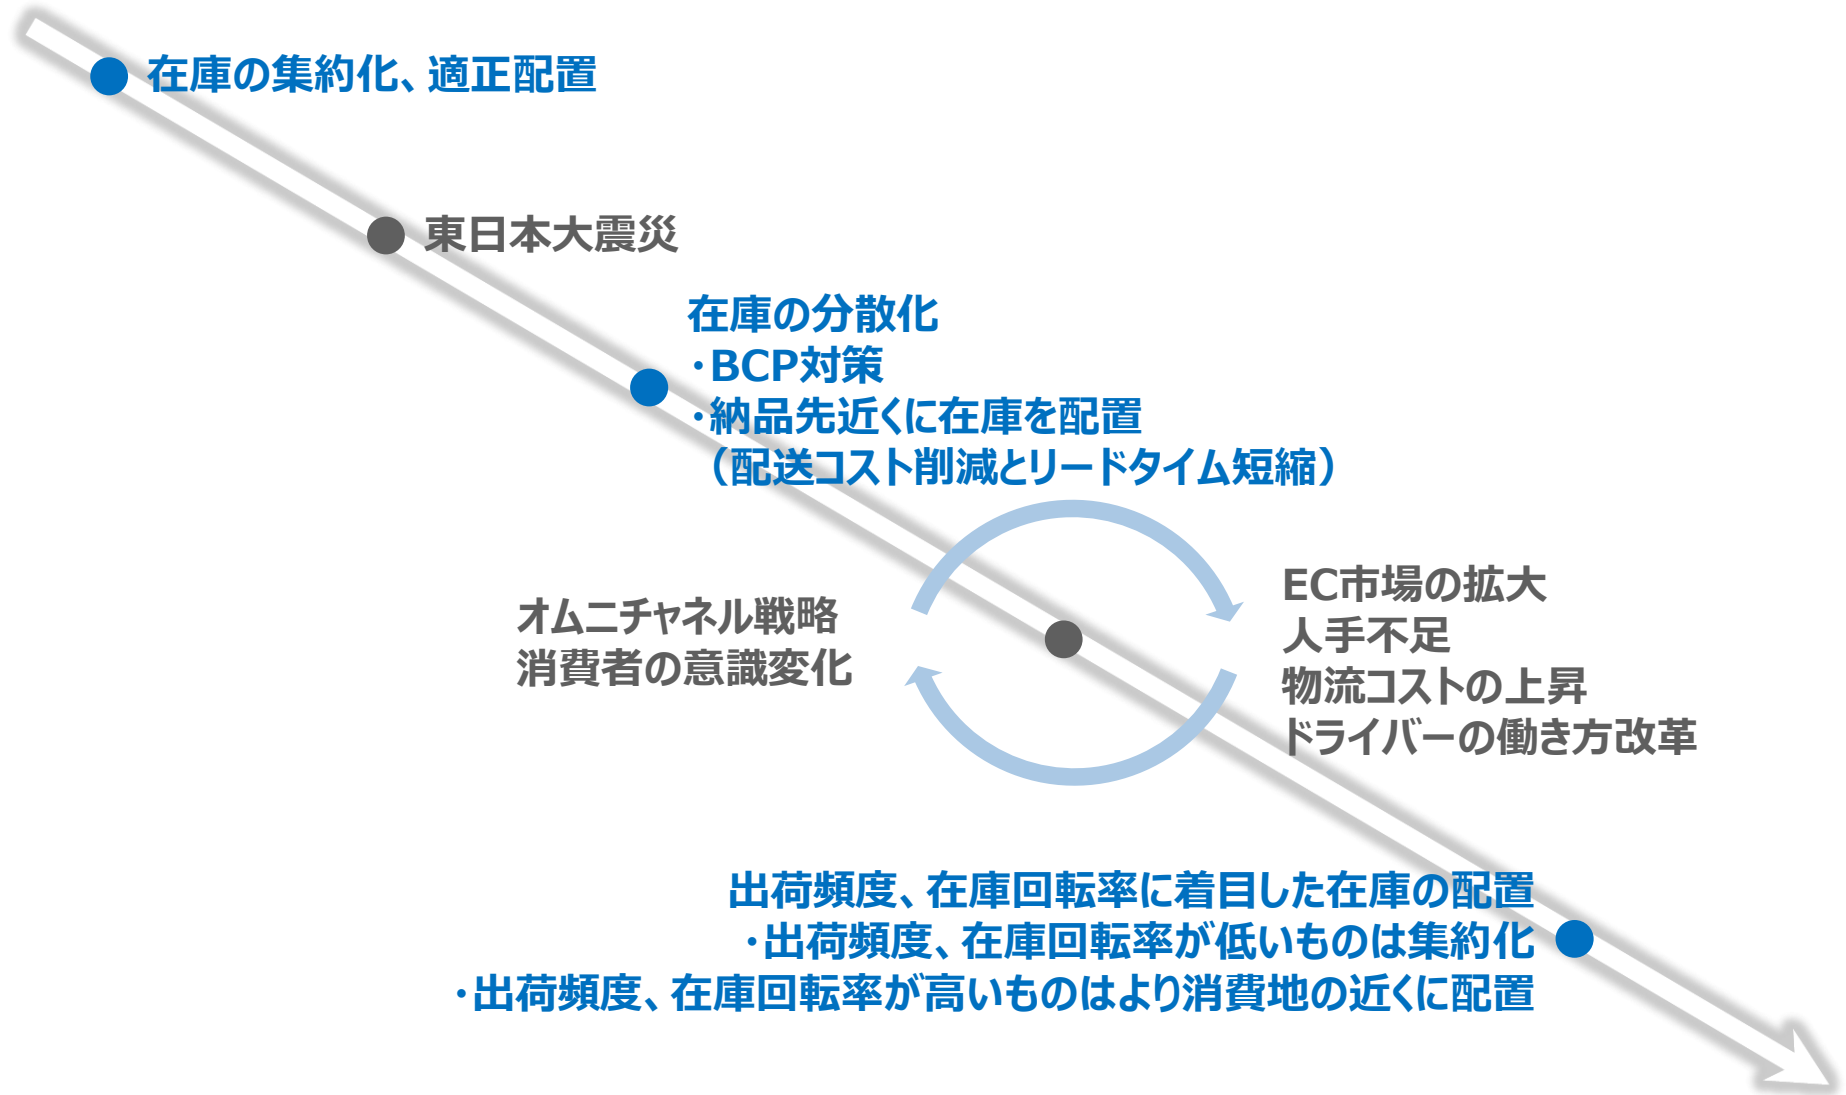 在庫の集約化、適正配置
東日本大震災
在庫の分散化
・BCP対策
・納品先近くに在庫を配置
（配送コスト削減とリードタイム短縮）
オムニチャネル戦略
消費者の意識変化
EC市場の拡大
人手不足
物流コストの上昇
ドライバーの働き方改革
出荷頻度、在庫回転率に着目した在庫の配置
・出荷頻度、在庫回転率が低いものは集約化
・出荷頻度、在庫回転率が高いものはより消費地の近くに配置